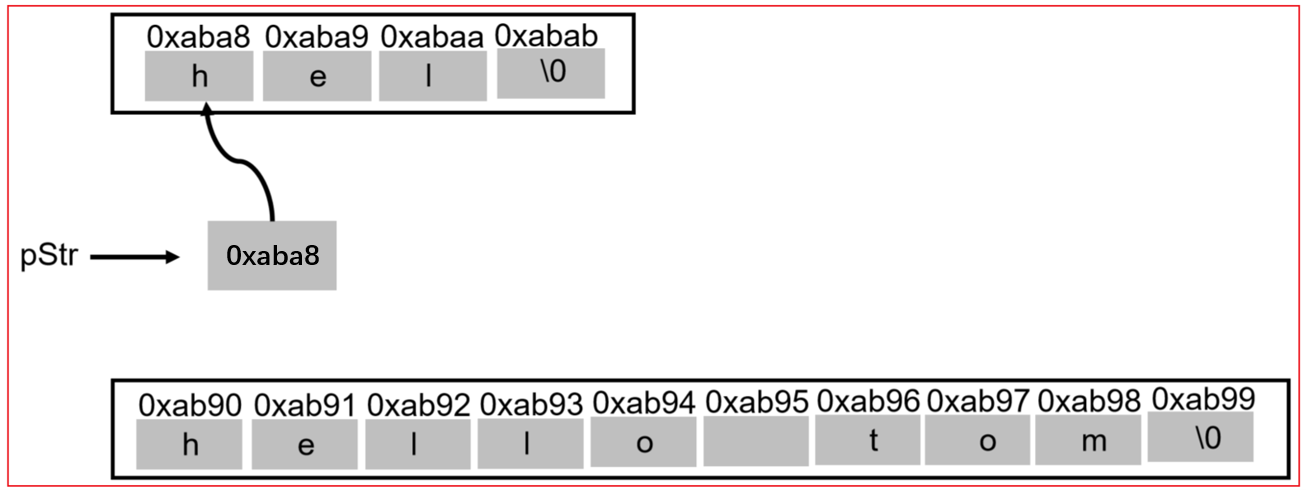 0xaba8 0xaba9 0xabaa 0xabab
h e l \0
pStr 0xaba8
0xab90 0xab91 0xab92 0xab93 0xab94 0xab95 0xab96 0xab97 0xab98 0xab99
h e l l o t o m \0